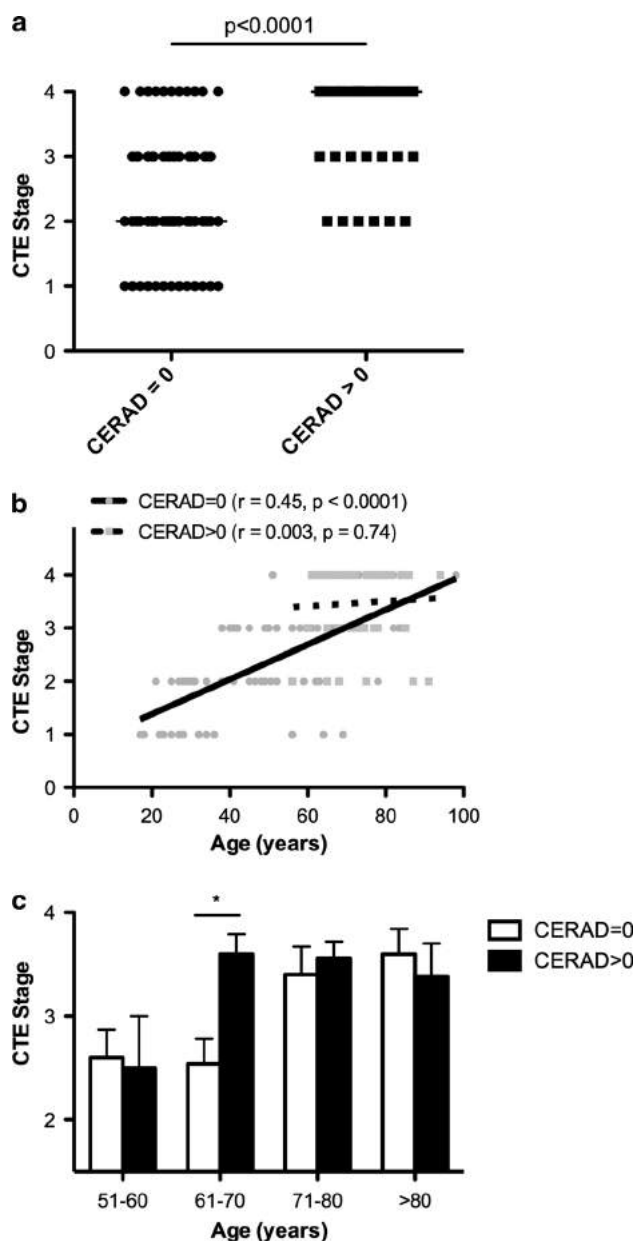 a
p<0.0001
4
3
2
1
0
CTE Stage
CERAD = 0
CERAD > 0
b
CERAD=0 (r = 0.45, p < 0.0001)
CERAD>0 (r = 0.003, p = 0.74)
4
3
2
1
0
CTE Stage
0 20 40 60 80 100
Age (years)
c
*
4
3
2
CTE Stage
CERAD=0
CERAD>0
51-60 61-70 71-80 >80
Age (years)